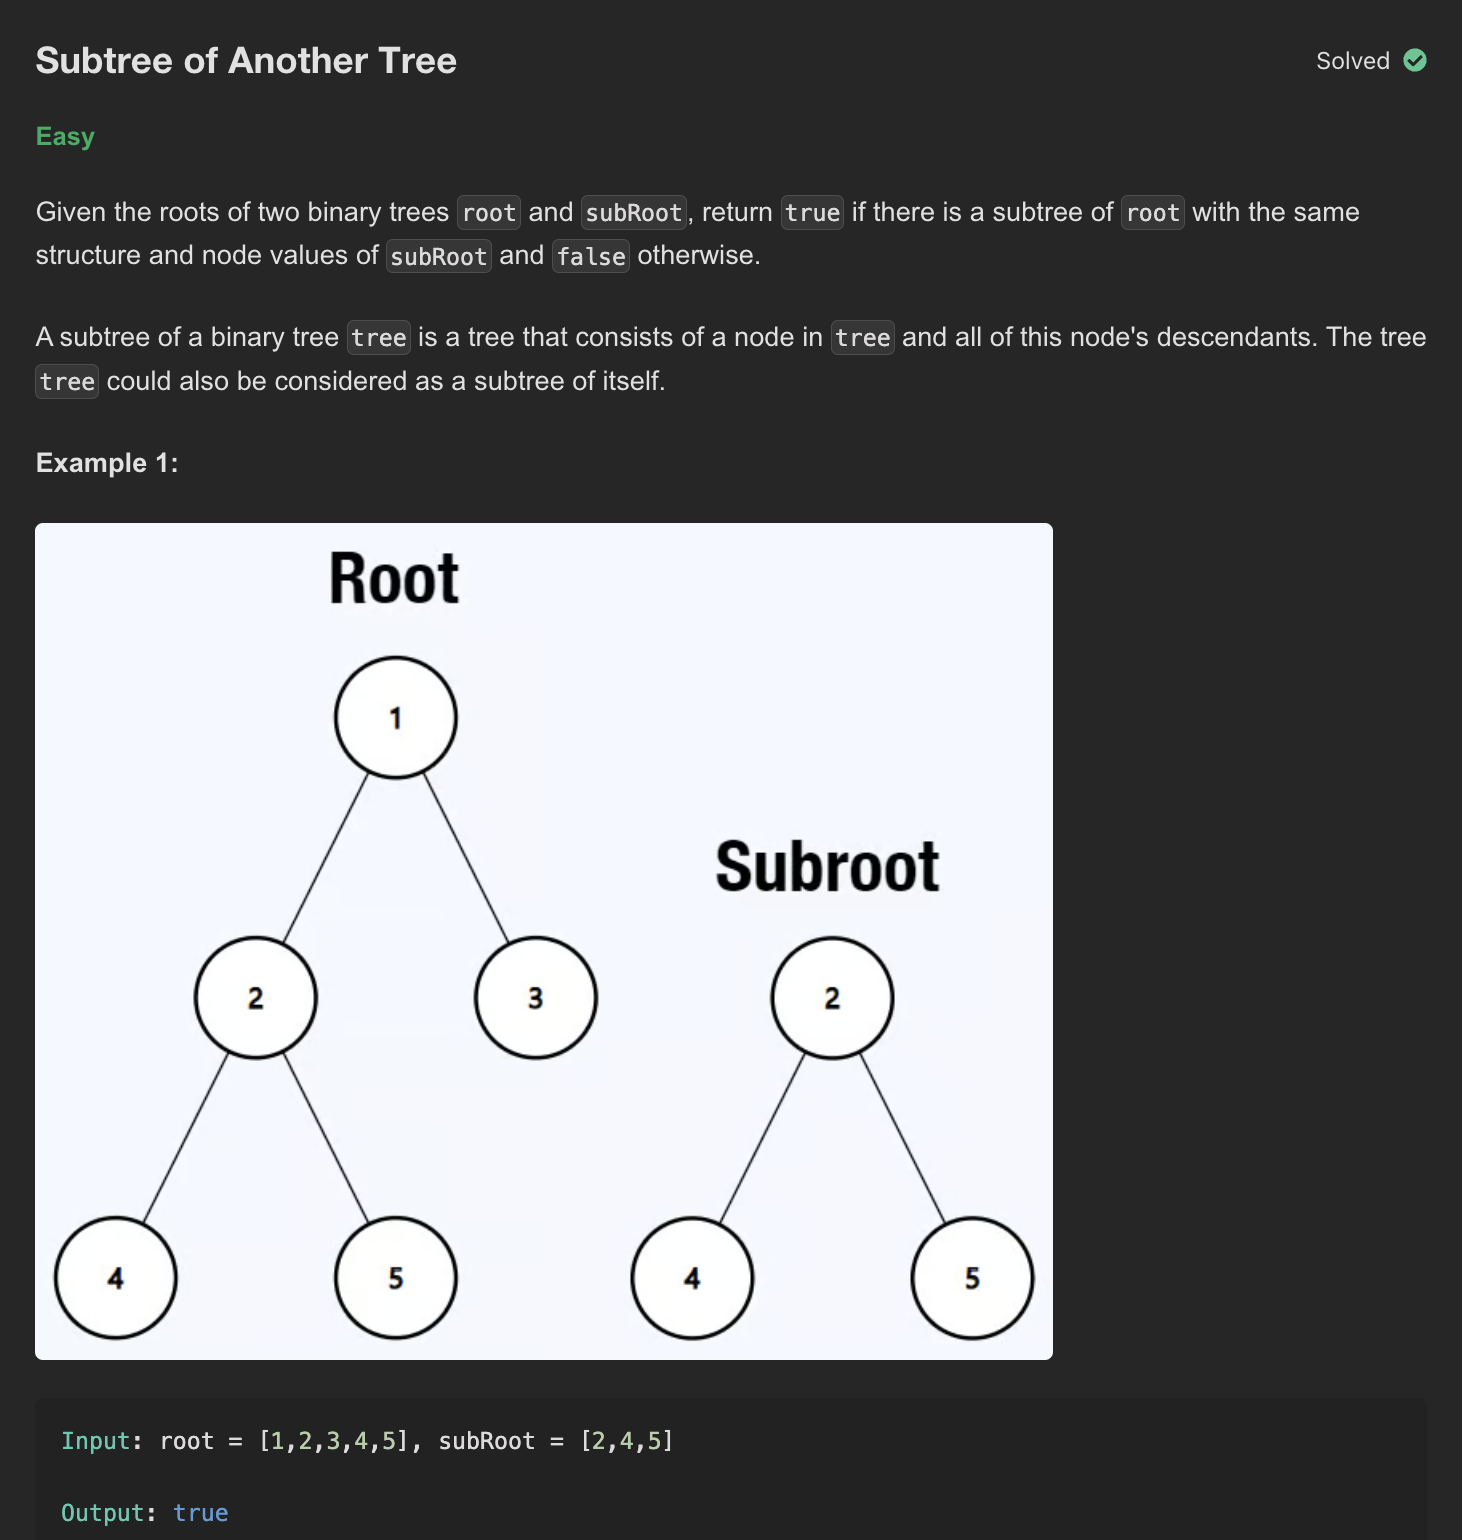 Subtree of Another Tree
Solved
Easy
Given the roots of two binary trees root and subRoot, return true if there is a subtree of root with the same
structure and node values of subRoot and false otherwise.
A subtree of a binary tree tree is a tree that consists of a node in tree and all of this node's descendants. The tree
tree could also be considered as a subtree of itself.
Example 1:
Root
1
Subroot
2
3
2
4
5
4
5
Input: root = [1,2,3,4,5], subRoot = [2,4,5]
Output: true